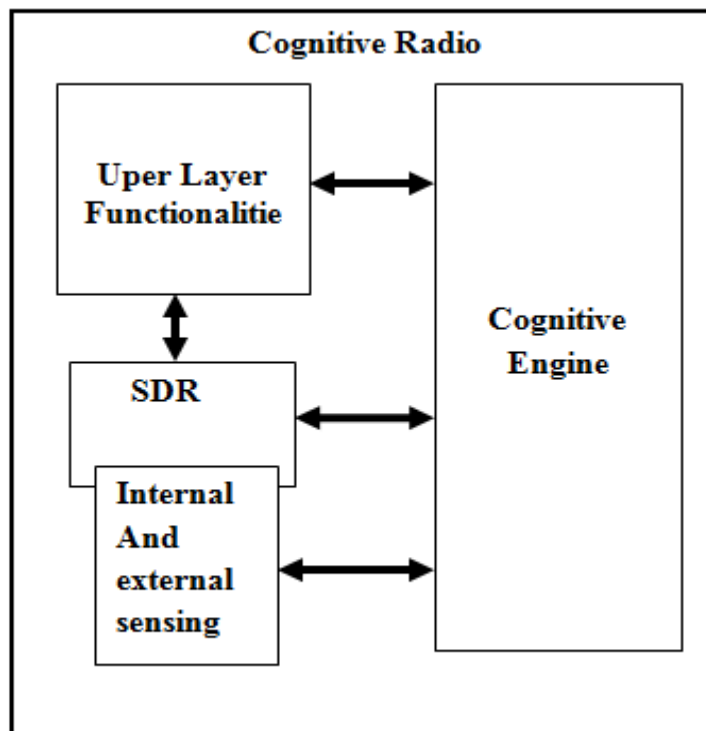 Cognitive Radio
Uper Layer
Functionalitie
Cognitive
Engine
SDR
Internal
And
external
sensing